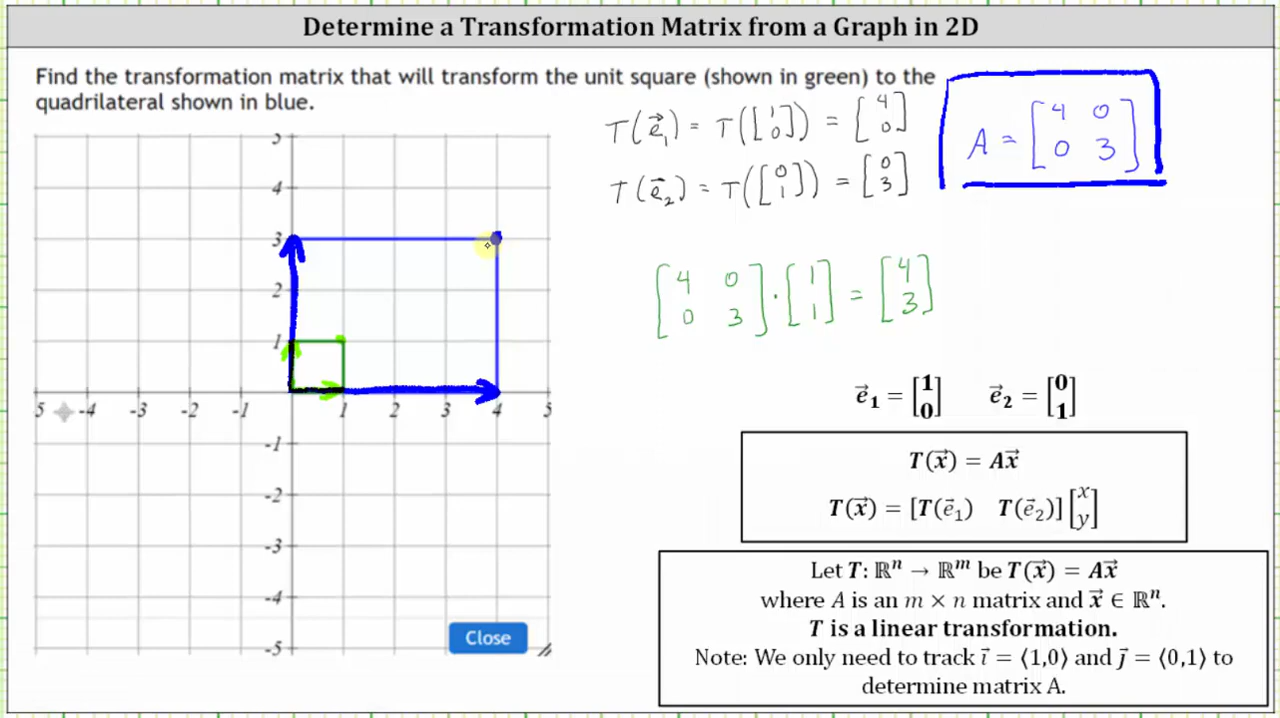 Determine a Transformation Matrix from a Graph in 2D
Find the transformation matrix that will transform the unit square (shown in green) to the
quadrilateral shown in blue.
T(e⃗₁) = T([1 0]) = [4 0]
T(e⃗₂) = T([0 1]) = [0 3]
A = [4 0
0 3]
[4 0
0 3] · [1 1] = [4 3]
5
4
3
2
1
5 -4 -3 -2 -1 1 2 3 4 5
-1
-2
-3
-4
-5
Close
e⃗₁ = [1 0] e⃗₂ = [0 1]
T(x⃗) = Ax⃗
T(x⃗) = [T(e⃗₁) T(e⃗₂)] [x y]
Let T: ℝⁿ → ℝᵐ be T(x⃗) = Ax⃗
where A is an m × n matrix and x⃗ ∈ ℝⁿ.
T is a linear transformation.
Note: We only need to track i⃗ = ⟨1,0⟩ and j⃗ = ⟨0,1⟩ to
determine matrix A.